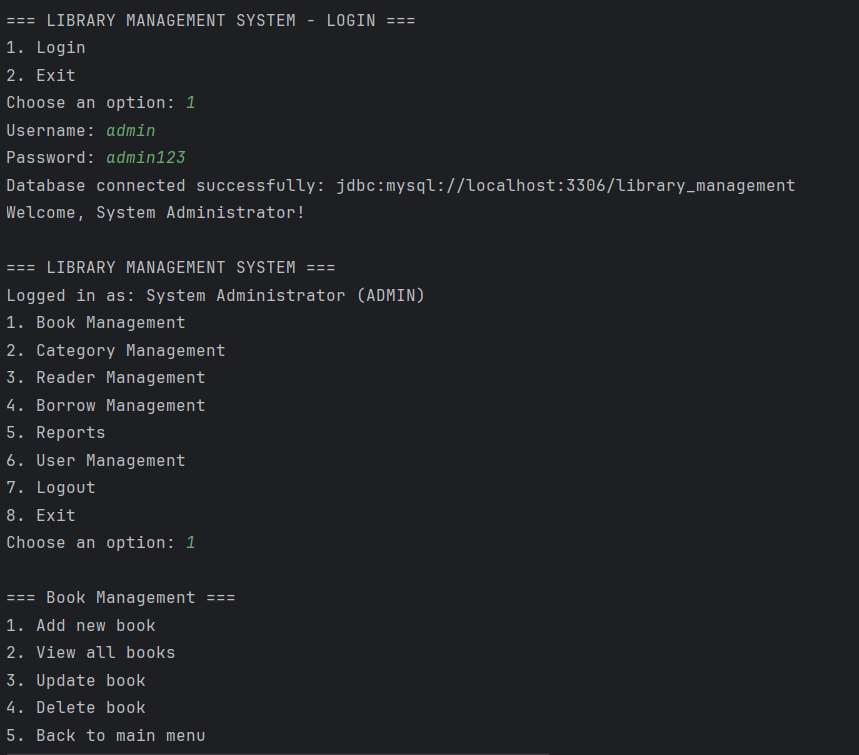 === LIBRARY MANAGEMENT SYSTEM - LOGIN ===
1. Login
2. Exit
Choose an option: 1
Username: admin
Password: admin123
Database connected successfully: jdbc:mysql://localhost:3306/library_management
Welcome, System Administrator!
=== LIBRARY MANAGEMENT SYSTEM ===
Logged in as: System Administrator (ADMIN)
1. Book Management
2. Category Management
3. Reader Management
4. Borrow Management
5. Reports
6. User Management
7. Logout
8. Exit
Choose an option: 1
=== Book Management ===
1. Add new book
2. View all books
3. Update book
4. Delete book
5. Back to main menu